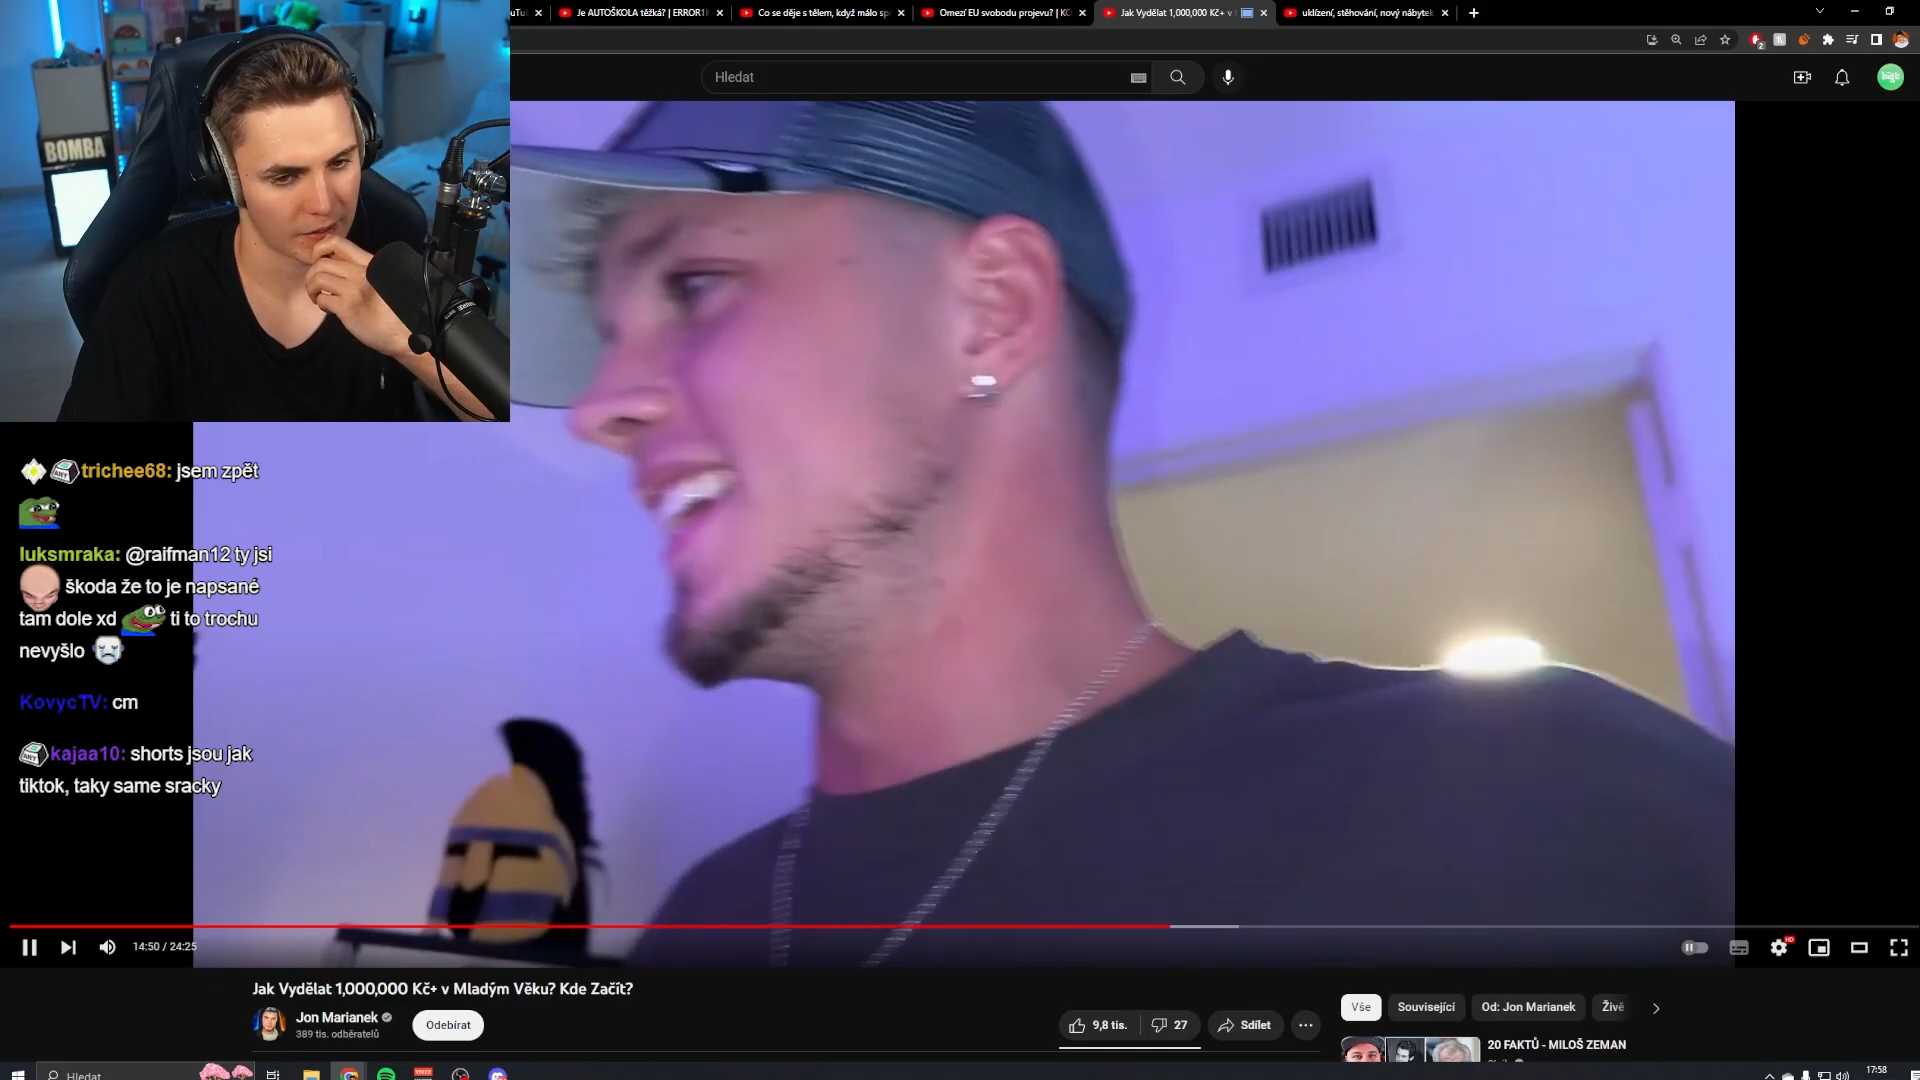 uTu
Je AUTOŠKOLA těžká? | ERROR1
Co se děje s tělem, když málo sp
Omezí EU svobodu projevu? | KO
Jak Vydělat 1,000,000 Kč+ v
uklízení, stěhování, nový nábytek
Hledat
BOMBA
trichee68: jsem zpět
luksmraka: @raifman12 ty jsi
škoda že to je napsané
tam dole xd ti to trochu
nevyšlo
KovycTV: cm
kajaa10: shorts jsou jak
tiktok, taky same sracky
14:50 / 24:25
HD
Jak Vydělat 1,000,000 Kč+ v Mladým Věku? Kde Začít?
Jon Marianek
389 tis. odběratelů
Odebírat
9,8 tis.
27
Sdílet
Vše
Související
Od: Jon Marianek
Živě
20 FAKTŮ - MILOŠ ZEMAN
Hledat
17:58